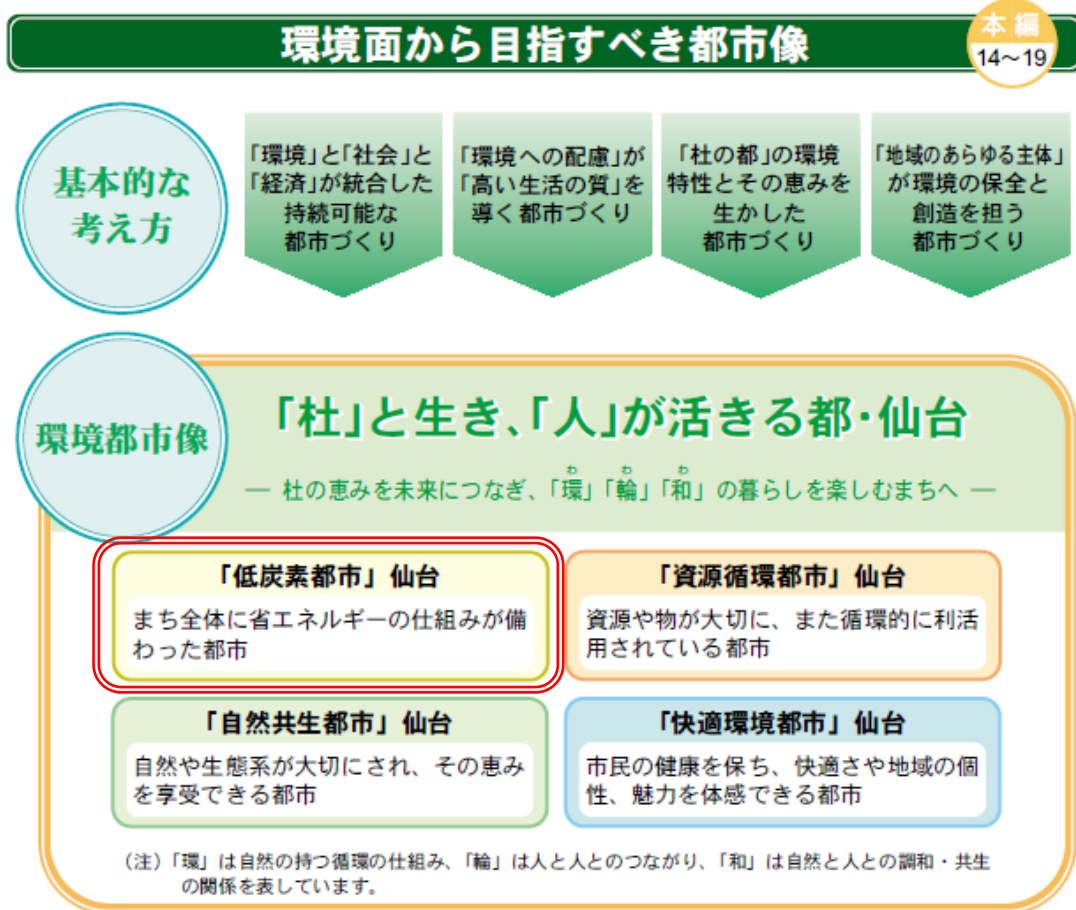 環境面から目指すべき都市像
本編
14～19
基本的な
考え方
「環境」と「社会」と
「経済」が統合した
持続可能な
都市づくり
「環境への配慮」が
「高い生活の質」を
導く都市づくり
「杜の都」の環境
特性とその恵みを
生かした
都市づくり
「地域のあらゆる主体」
が環境の保全と
創造を担う
都市づくり
環境都市像
「杜」と生き、「人」が活きる都・仙台
わ わ わ
― 杜の恵みを未来につなぎ、「環」「輪」「和」の暮らしを楽しむまちへ ―
「低炭素都市」仙台
まち全体に省エネルギーの仕組みが備
わった都市
「資源循環都市」仙台
資源や物が大切に、また循環的に利活
用されている都市
「自然共生都市」仙台
自然や生態系が大切にされ、その恵み
を享受できる都市
「快適環境都市」仙台
市民の健康を保ち、快適さや地域の個
性、魅力を体感できる都市
（注）「環」は自然の持つ循環の仕組み、「輪」は人と人とのつながり、「和」は自然と人との調和・共生
の関係を表しています。